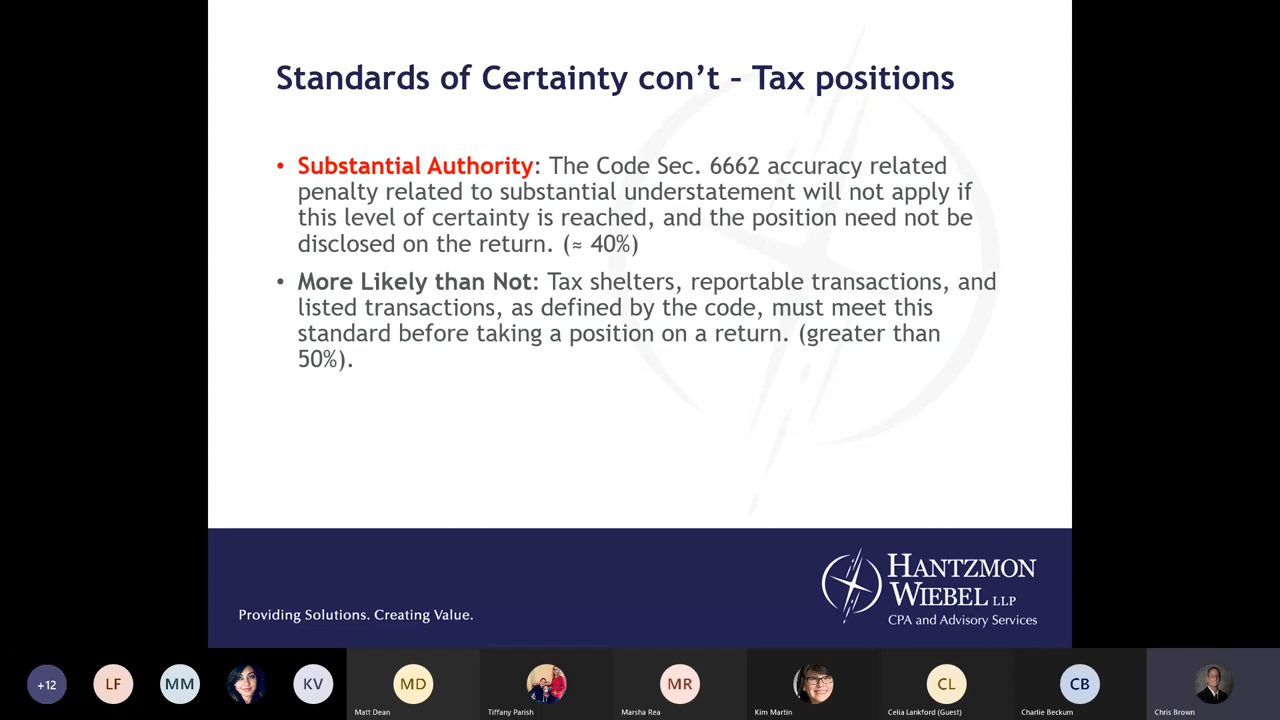 Standards of Certainty con’t – Tax positions
• Substantial Authority: The Code Sec. 6662 accuracy related
penalty related to substantial understatement will not apply if
this level of certainty is reached, and the position need not be
disclosed on the return. (≈ 40%)
• More Likely than Not: Tax shelters, reportable transactions, and
listed transactions, as defined by the code, must meet this
standard before taking a position on a return. (greater than
50%).
Providing Solutions. Creating Value.
HANTZMON
WIEBEL LLP
CPA and Advisory Services
+12
LF
MM
KV
MD
Matt Dean
Tiffany Parish
MR
Marsha Rea
Kim Martin
CL
Celia Lankford (Guest)
CB
Charlie Beckum
Chris Brown